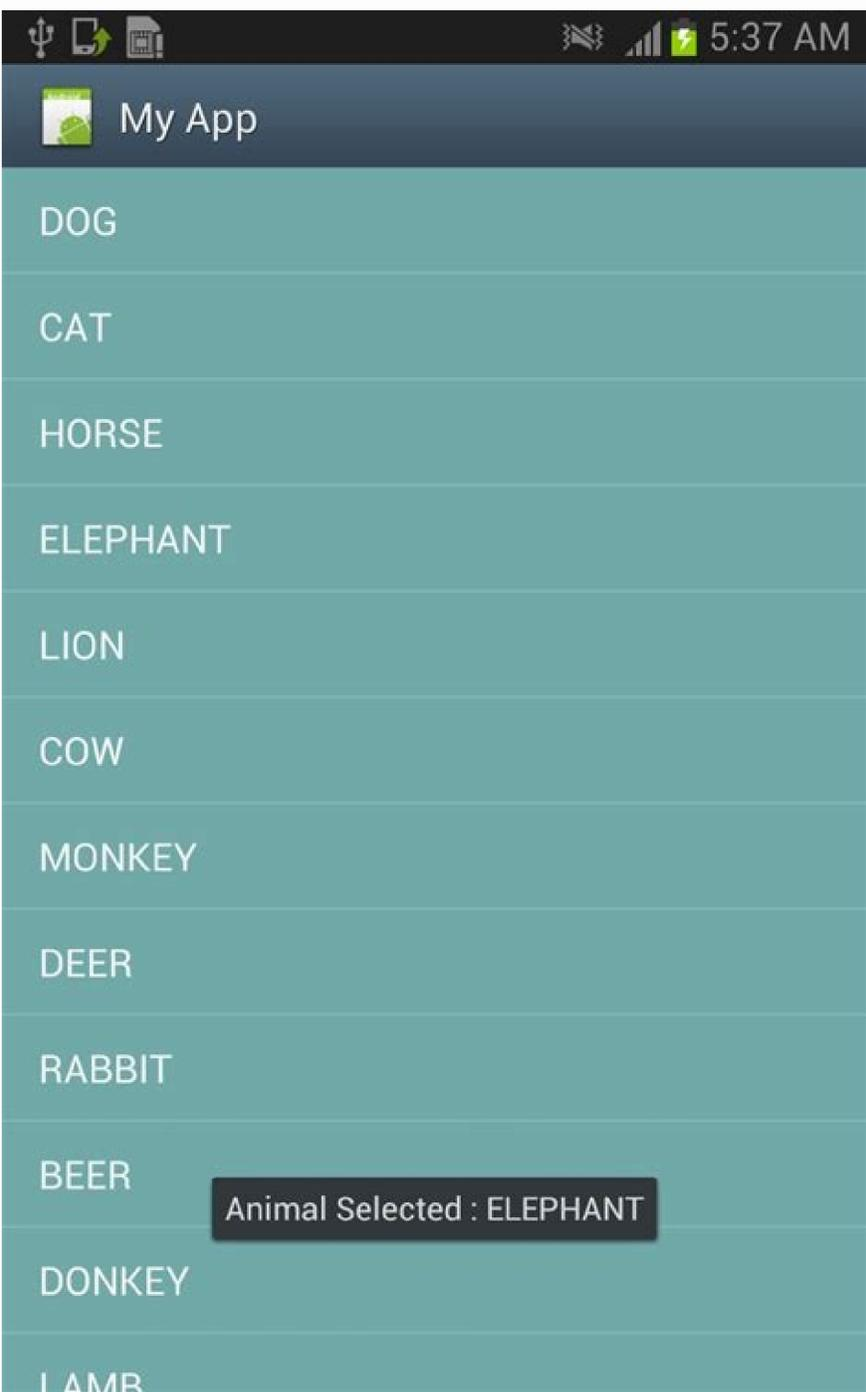 5:37 AM
My App
DOG
CAT
HORSE
ELEPHANT
LION
COW
MONKEY
DEER
RABBIT
BEER
Animal Selected : ELEPHANT
DONKEY
LAMB